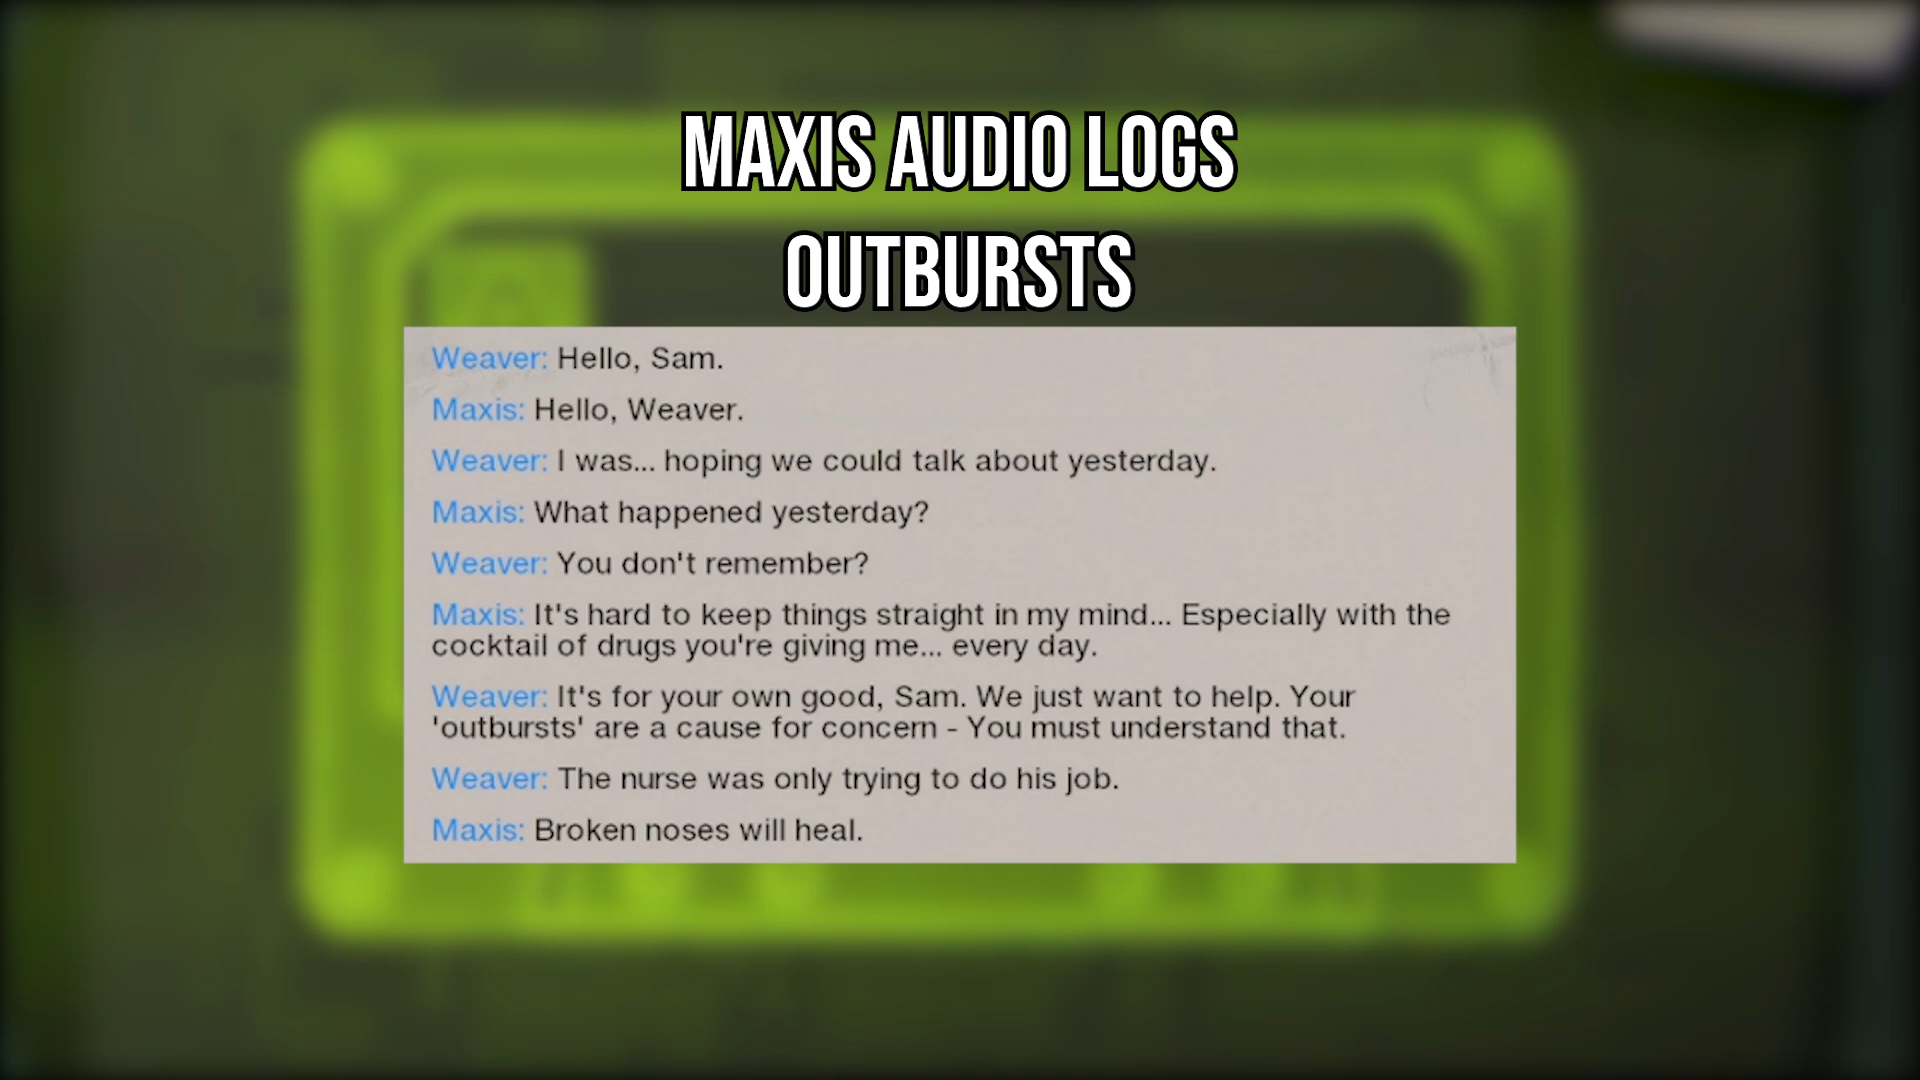 MAXIS AUDIO LOGS
OUTBURSTS
Weaver: Hello, Sam.
Maxis: Hello, Weaver.
Weaver: I was... hoping we could talk about yesterday.
Maxis: What happened yesterday?
Weaver: You don't remember?
Maxis: It's hard to keep things straight in my mind... Especially with the
cocktail of drugs you're giving me... every day.
Weaver: It's for your own good, Sam. We just want to help. Your
'outbursts' are a cause for concern - You must understand that.
Weaver: The nurse was only trying to do his job.
Maxis: Broken noses will heal.